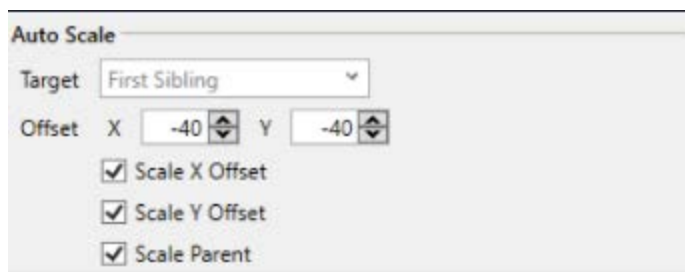 Auto Scale
Target First Sibling
Offset X -40 Y -40
Scale X Offset
Scale Y Offset
Scale Parent